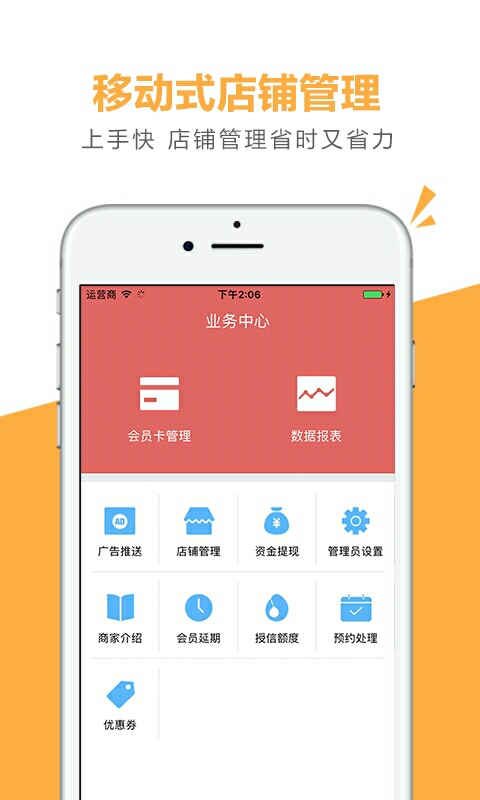 移动式店铺管理
上手快 店铺管理省时又省力
运营商 下午2:06
业务中心
会员卡管理 数据报表
AD ¥
广告推送 店铺管理 资金提现 管理员设置
商家介绍 会员延期 授信额度 预约处理
优惠券